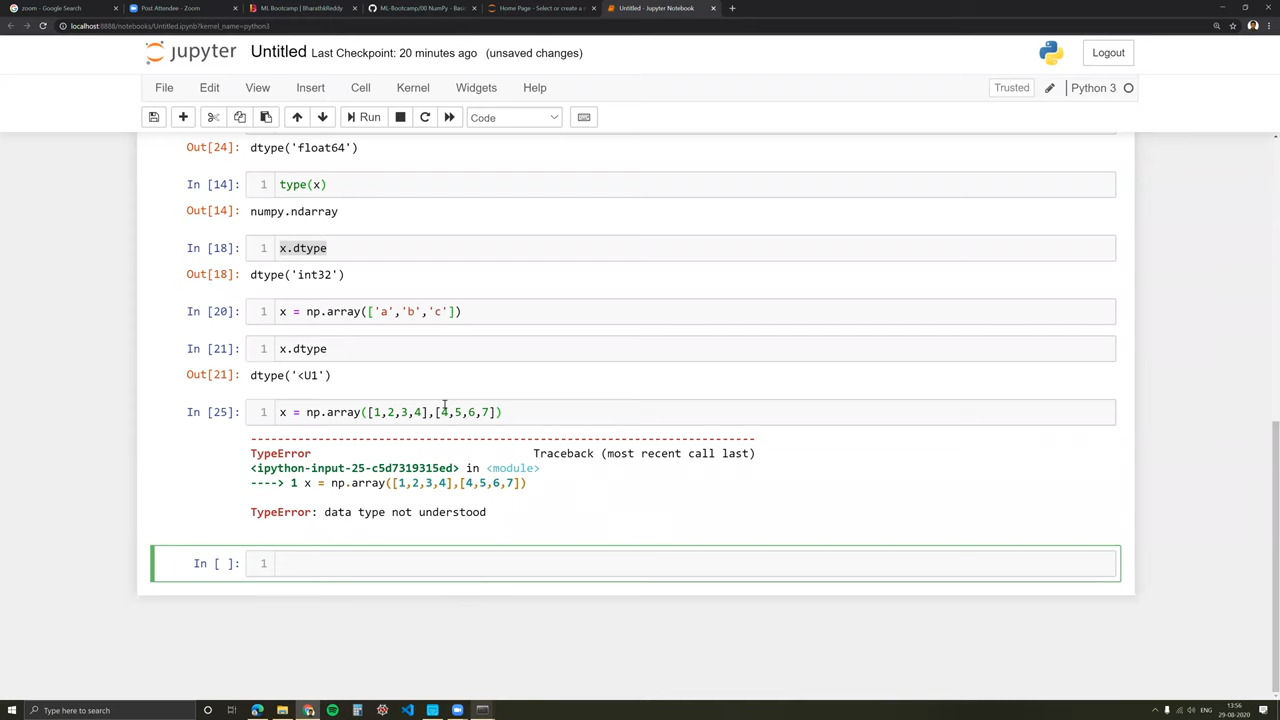 zoom - Google Search
Post Attendee - Zoom
ML Bootcamp | BharathKReddy
ML-Bootcamp/00 NumPy - Basic
Home Page - Select or create a n
Untitled - Jupyter Notebook
localhost:8888/notebooks/Untitled.ipynb?kernel_name=python3
jupyter Untitled Last Checkpoint: 20 minutes ago (unsaved changes)
Logout
File Edit View Insert Cell Kernel Widgets Help
Trusted Python 3
Run Code
Out[24]: dtype('float64')
In [14]: 1 type(x)
Out[14]: numpy.ndarray
In [18]: 1 x.dtype
Out[18]: dtype('int32')
In [20]: 1 x = np.array(['a','b','c'])
In [21]: 1 x.dtype
Out[21]: dtype('<U1')
In [25]: 1 x = np.array([1,2,3,4],[4,5,6,7])
---------------------------------------------------------------------------
TypeError Traceback (most recent call last)
<ipython-input-25-c5d7319315ed> in <module>
----> 1 x = np.array([1,2,3,4],[4,5,6,7])
TypeError: data type not understood
In [ ]: 1
Type here to search
ENG
13:56
29-08-2020